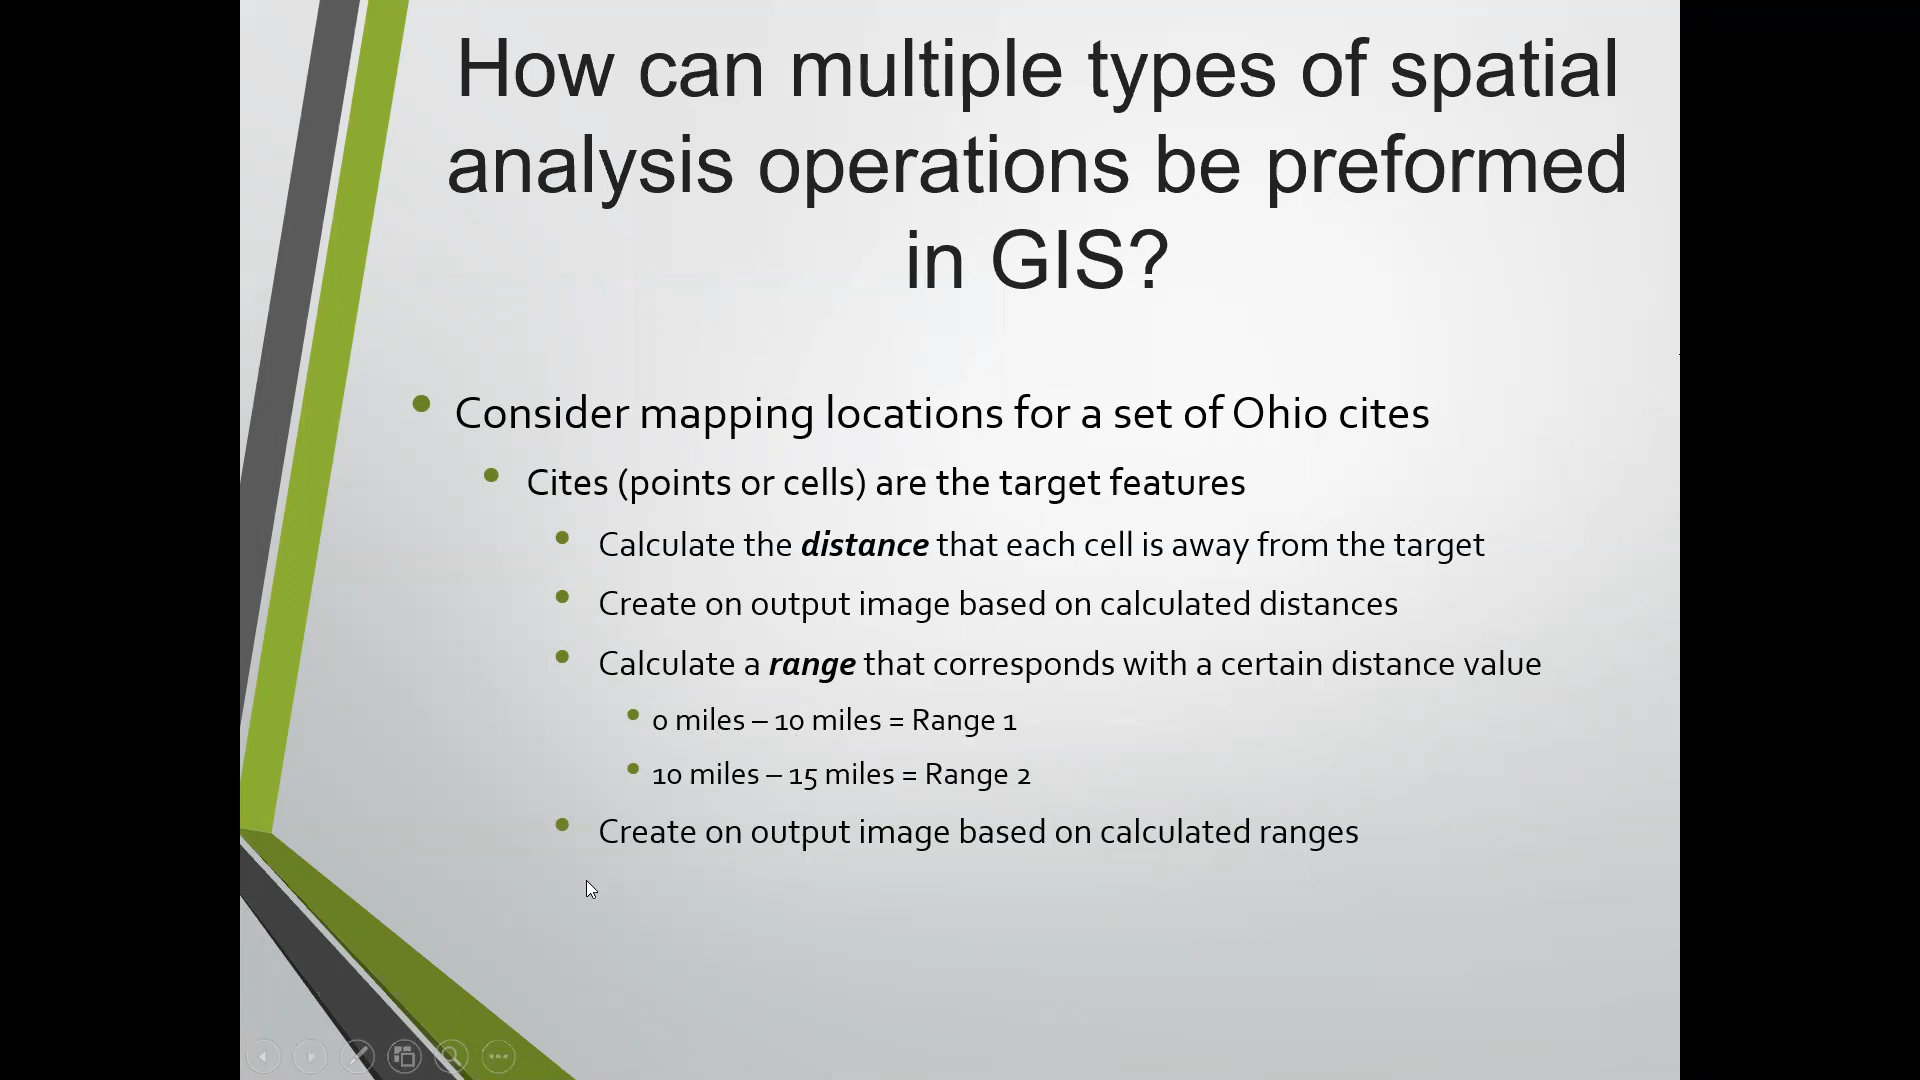 How can multiple types of spatial
analysis operations be preformed
in GIS?
Consider mapping locations for a set of Ohio cites
Cites (points or cells) are the target features
Calculate the distance that each cell is away from the target
Create on output image based on calculated distances
Calculate a range that corresponds with a certain distance value
0 miles – 10 miles = Range 1
10 miles – 15 miles = Range 2
Create on output image based on calculated ranges